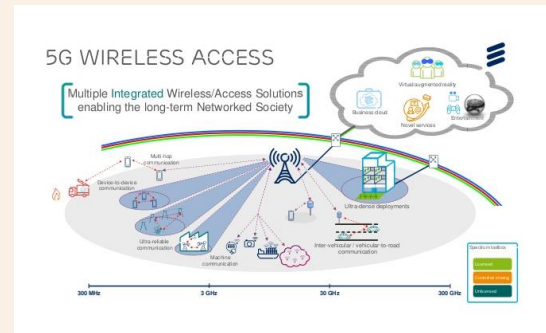 5G WIRELESS ACCESS
Multiple Integrated Wireless/Access Solutions
enabling the long-term Networked Society
Virtual augmented reality
Business cloud
Novel services
Entertainment
Multi-hop
communication
Device-to-device
communication
Ultra-reliable
communication
Maritime
communication
Ultra-dense deployments
Inter-vehicular / vehicular-to-road
communication
Licensed
Unlicensed
300 MHz
3 GHz
30 GHz
300 GHz